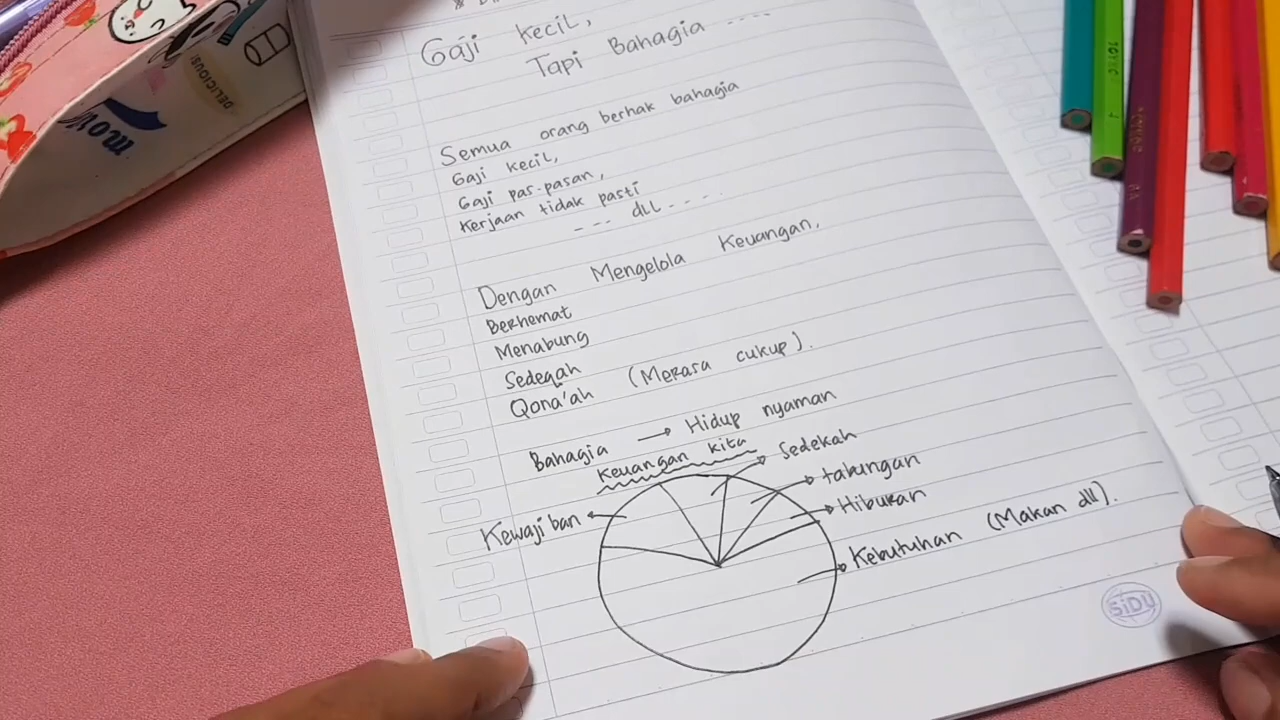 Gaji kecil,
Tapi Bahagia ....
Semua orang berhak bahagia
Gaji kecil,
Gaji pas-pasan,
Kerjaan tidak pasti
--- dll ----
Dengan Mengelola Keuangan,
Berhemat
Menabung
Sedeqah
Qona'ah (Merasa cukup).
Bahagia → Hidup nyaman
Keuangan kita
Sedekah
tabungan
Hiburan
Kewajiban
Kebutuhan (Makan dll).
SiDU
DELICIOUS!